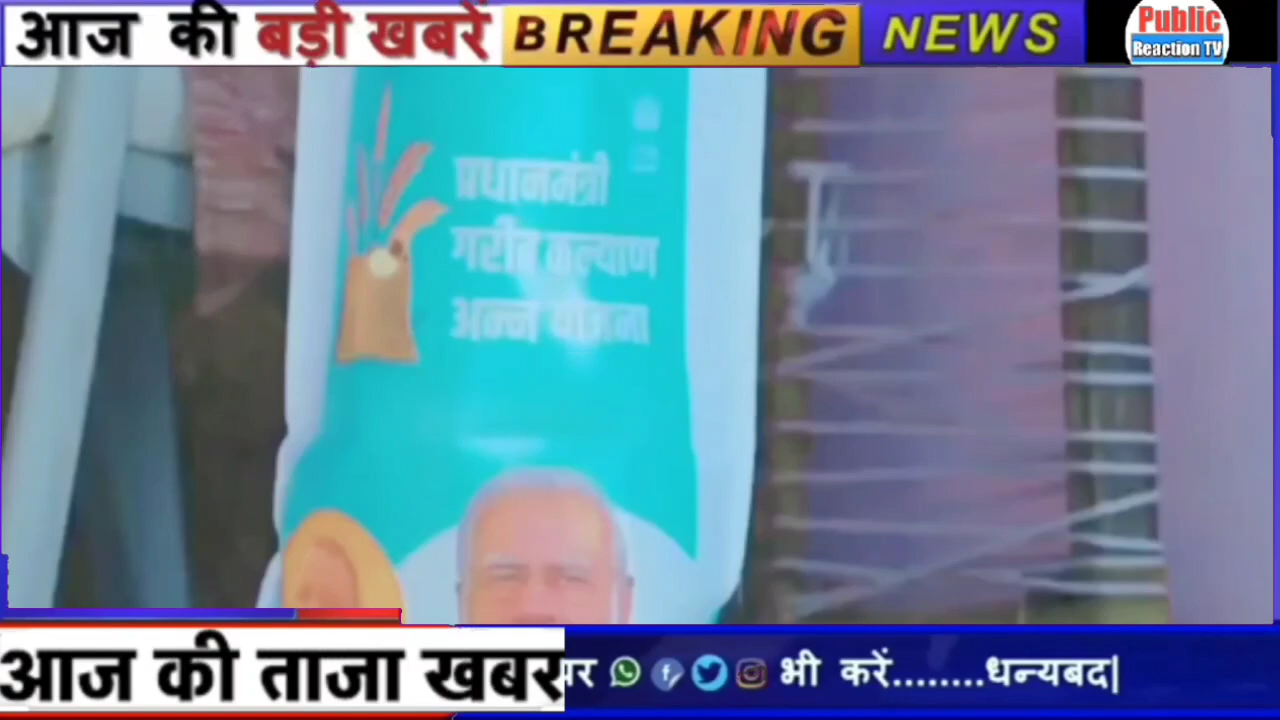 आज की बड़ी खबरें BREAKING NEWS
Public
Reaction TV
प्रधानमंत्री
गरीब कल्याण
अन्न योजना
आज की ताजा खबर
पर भी करें........धन्यबद|